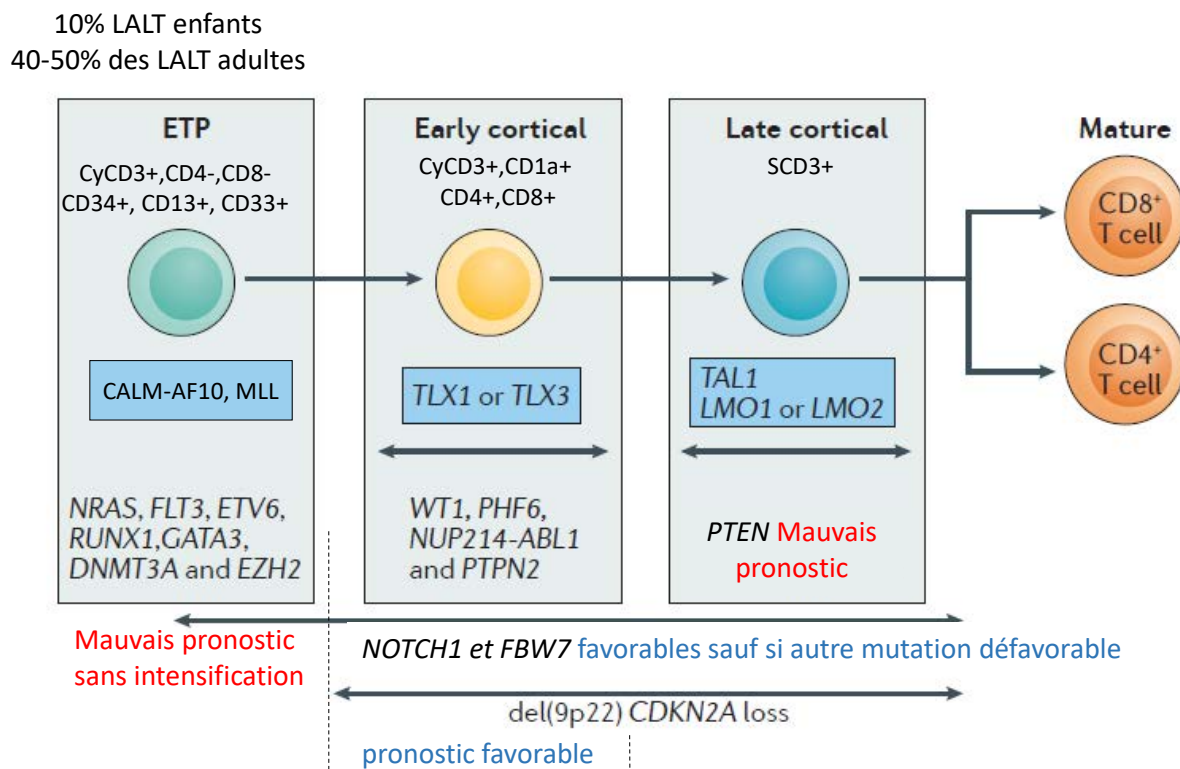 10% LALT enfants
40-50% des LALT adultes
ETP
CyCD3+,CD4-,CD8-
CD34+, CD13+, CD33+
CALM-AF10, MLL
NRAS, FLT3, ETV6,
RUNX1,GATA3,
DNMT3A and EZH2
Early cortical
CyCD3+,CD1a+
CD4+,CD8+
TLX1 or TLX3
WT1, PHF6,
NUP214-ABL1
and PTPN2
Late cortical
SCD3+
TAL1
LMO1 or LMO2
PTEN Mauvais
pronostic
Mature
CD8+
T cell
CD4+
T cell
Mauvais pronostic
sans intensification
NOTCH1 et FBW7 favorables sauf si autre mutation défavorable
del(9p22) CDKN2A loss
pronostic favorable